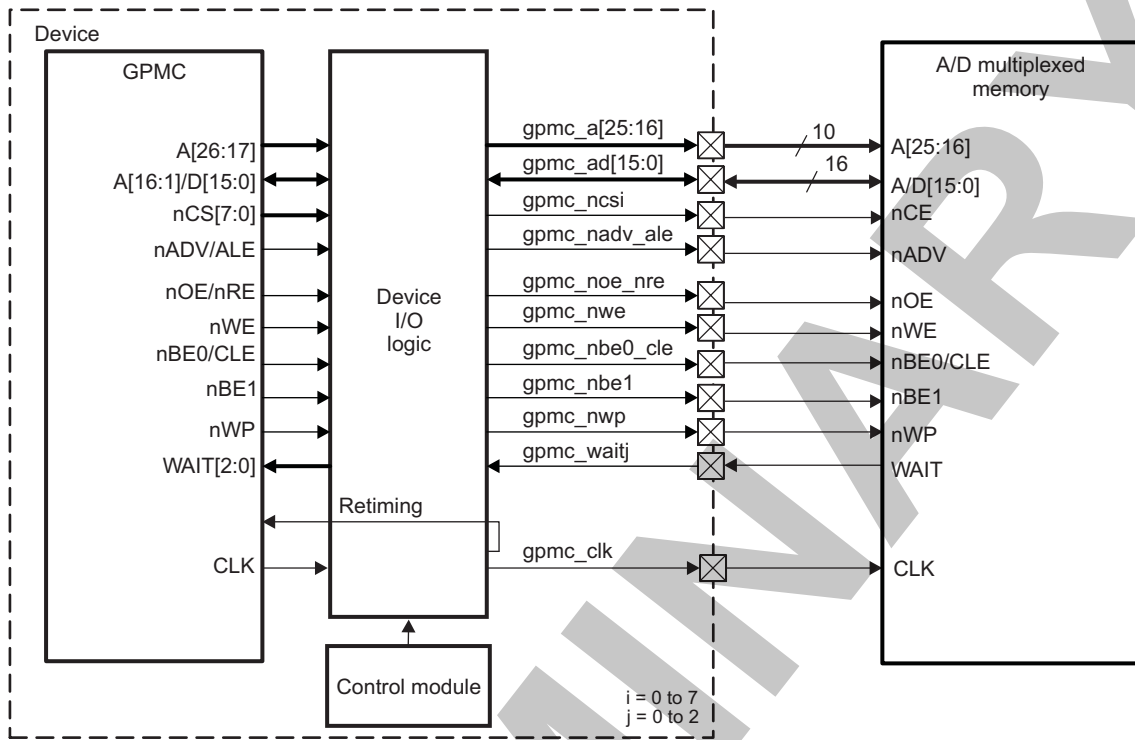 Device
GPMC
A[26:17]
A[16:1]/D[15:0]
nCS[7:0]
nADV/ALE
nOE/nRE
nWE
nBE0/CLE
nBE1
nWP
WAIT[2:0]
CLK
Device
I/O
logic
Retiming
Control module
gpmc_a[25:16]
gpmc_ad[15:0]
gpmc_ncsi
gpmc_nadv_ale
gpmc_noe_nre
gpmc_nwe
gpmc_nbe0_cle
gpmc_nbe1
gpmc_nwp
gpmc_waitj
gpmc_clk
i = 0 to 7
j = 0 to 2
10
16
A/D multiplexed
memory
A[25:16]
A/D[15:0]
nCE
nADV
nOE
nWE
nBE0/CLE
nBE1
nWP
WAIT
CLK
MINARY